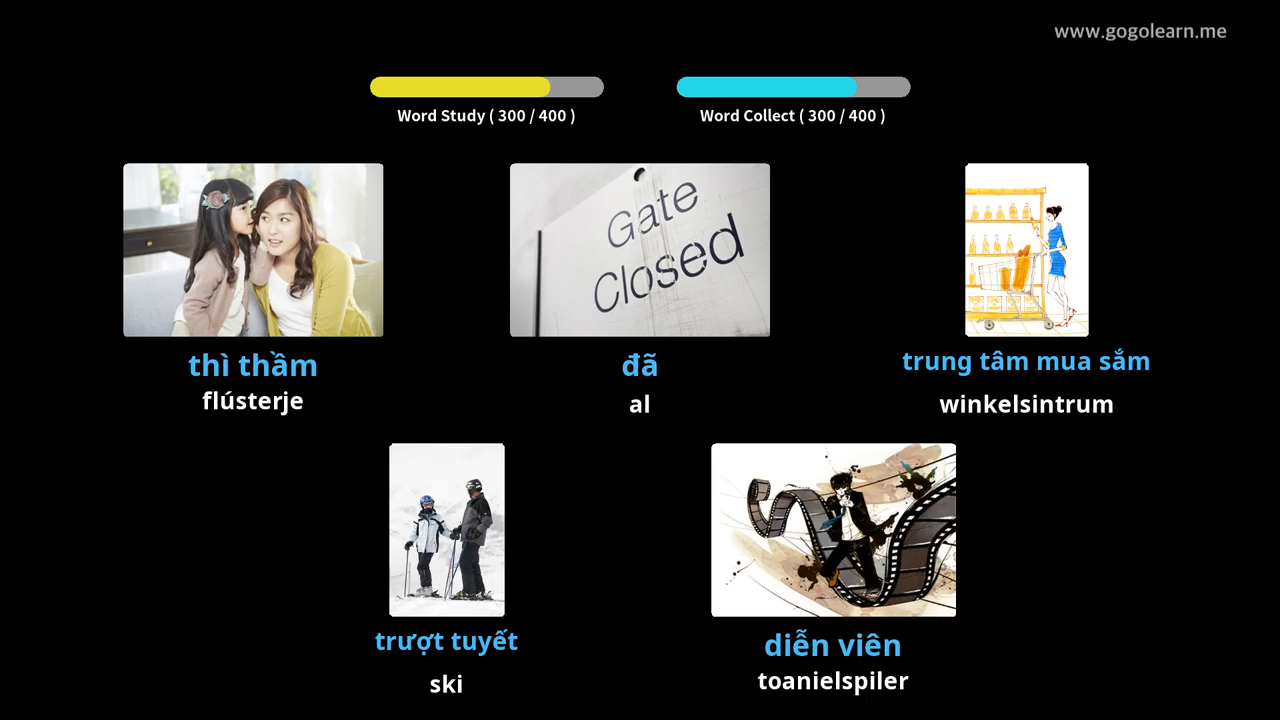 www.gogolearn.me
Word Study ( 300 / 400 )
Word Collect ( 300 / 400 )
Gate
Closed
thì thầm
flústerje
đã
al
trung tâm mua sắm
winkelsintrum
trượt tuyết
ski
diễn viên
toanielspiler